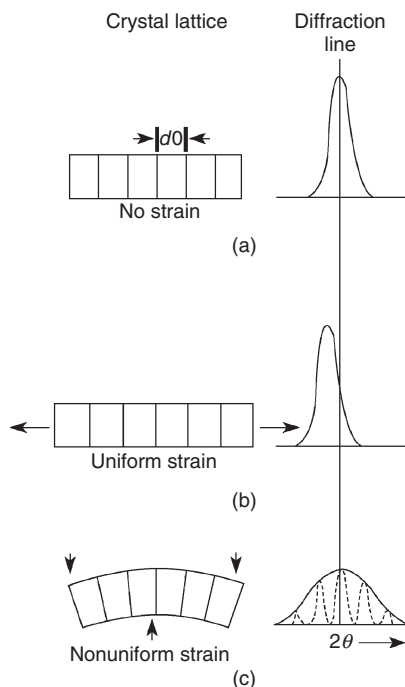 Crystal lattice
Diffraction
line
d0
No strain
(a)
Uniform strain
(b)
Nonuniform strain
2θ
(c)